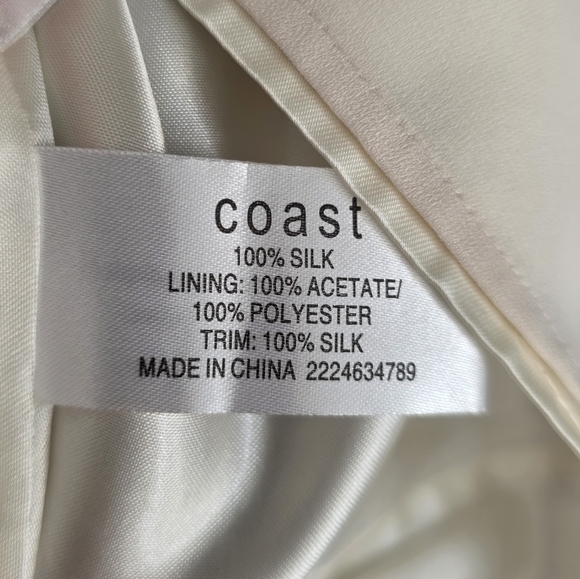 coast
100% SILK
LINING: 100% ACETATE/
100% POLYESTER
TRIM: 100% SILK
MADE IN CHINA 2224634789